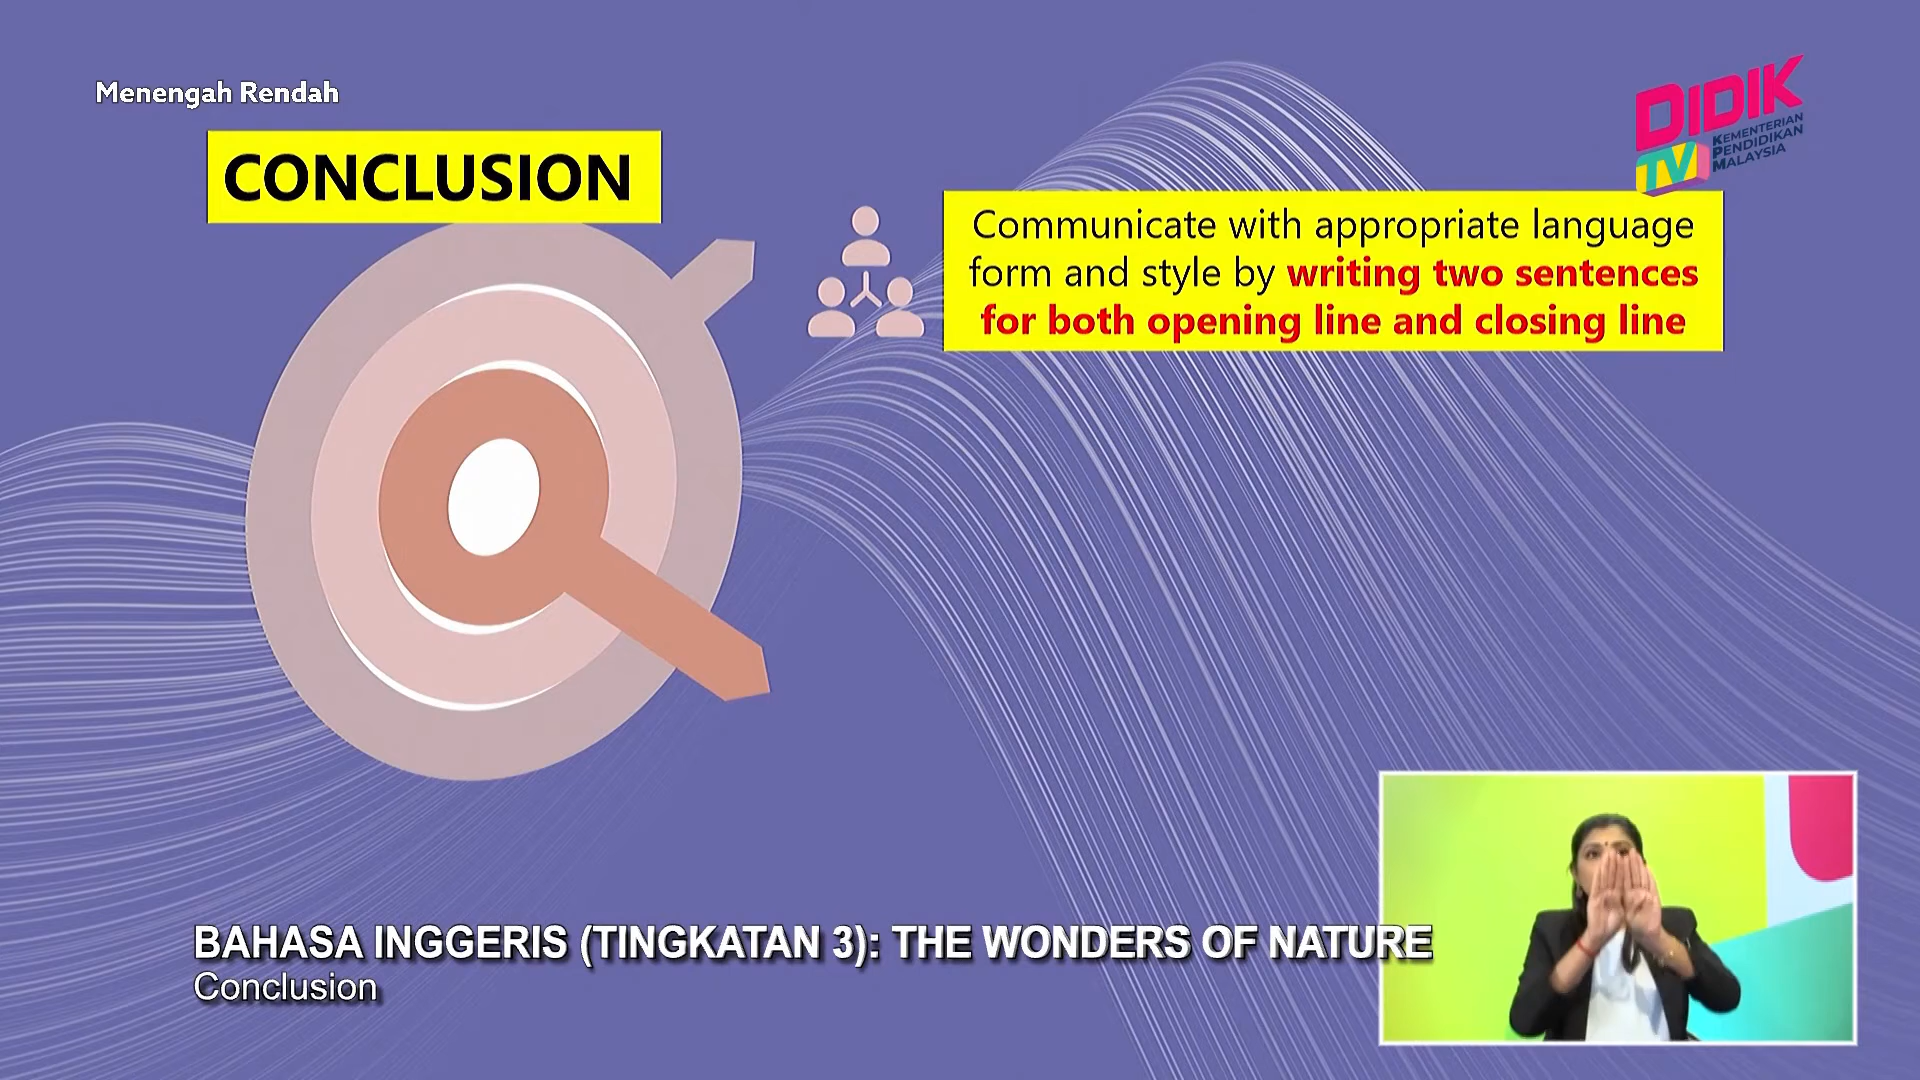 Menengah Rendah
DIDIK
TV
KEMENTERIAN
PENDIDIKAN
MALAYSIA
CONCLUSION
Communicate with appropriate language
form and style by writing two sentences
for both opening line and closing line
BAHASA INGGERIS (TINGKATAN 3): THE WONDERS OF NATURE
Conclusion